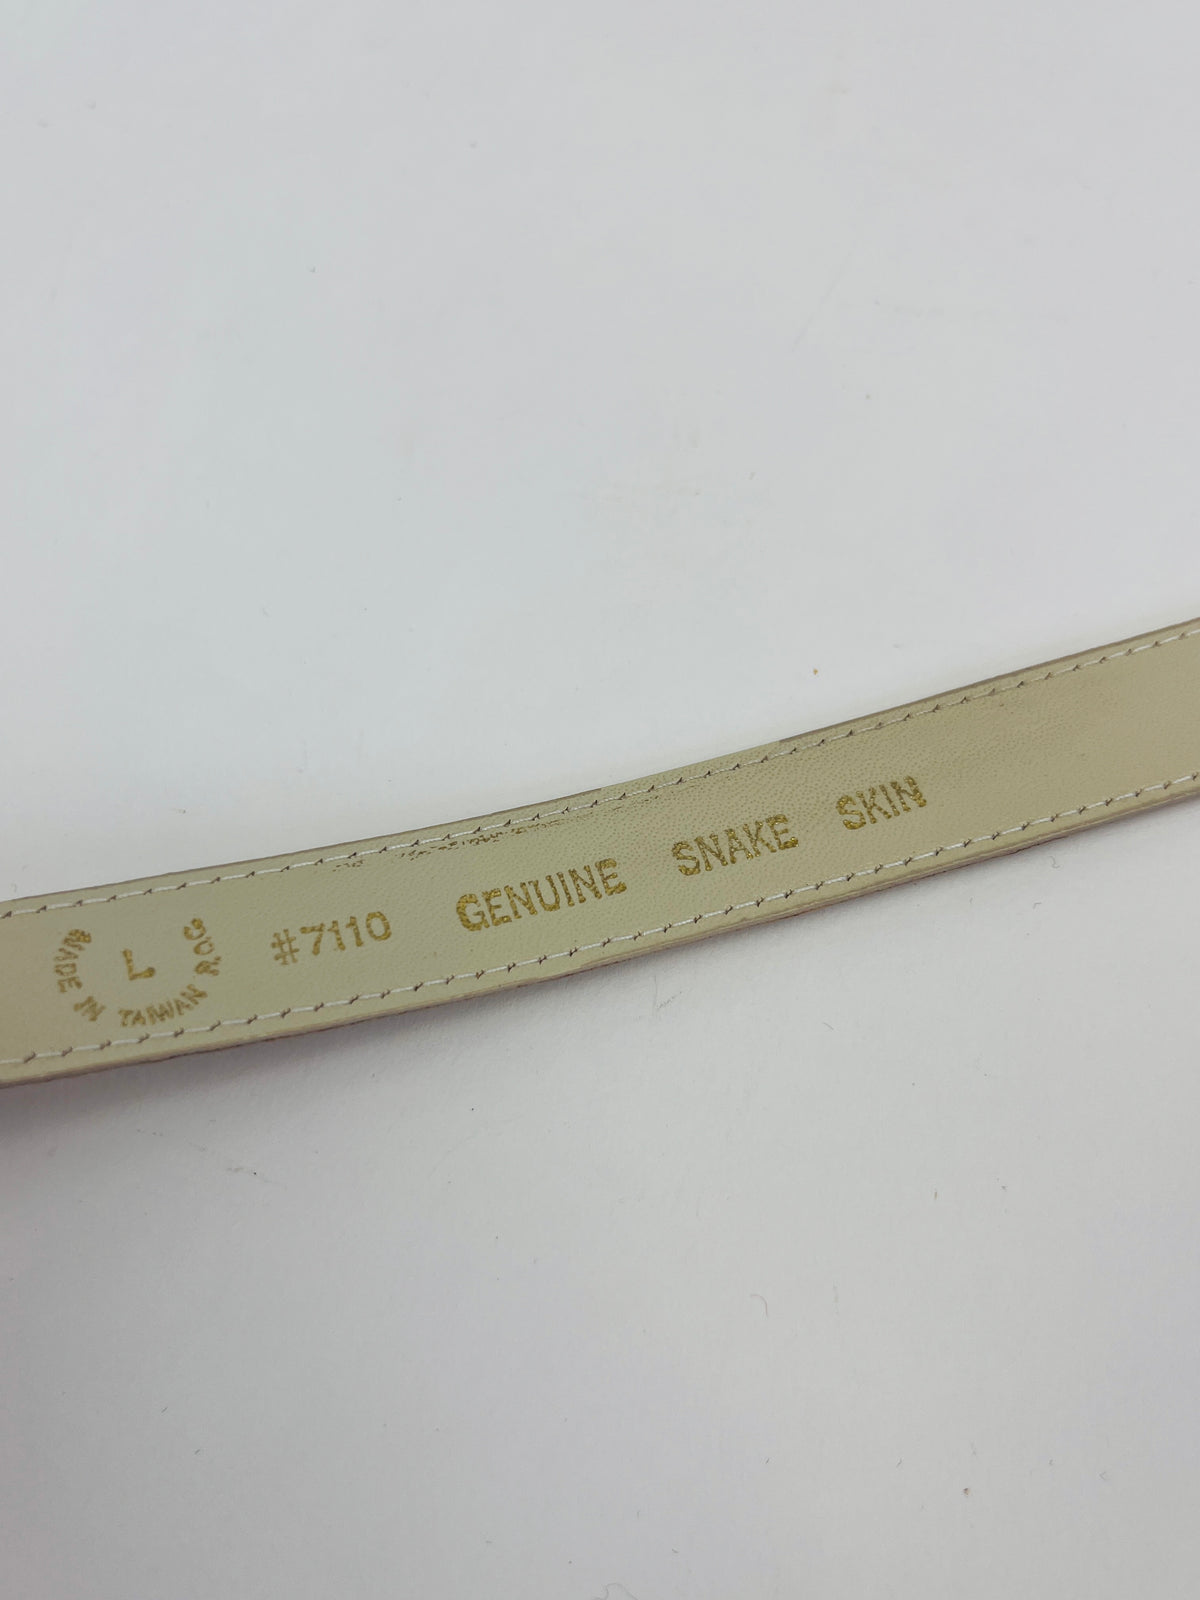 L
MADE IN TAIWAN R.O.C
#7110 GENUINE SNAKE SKIN